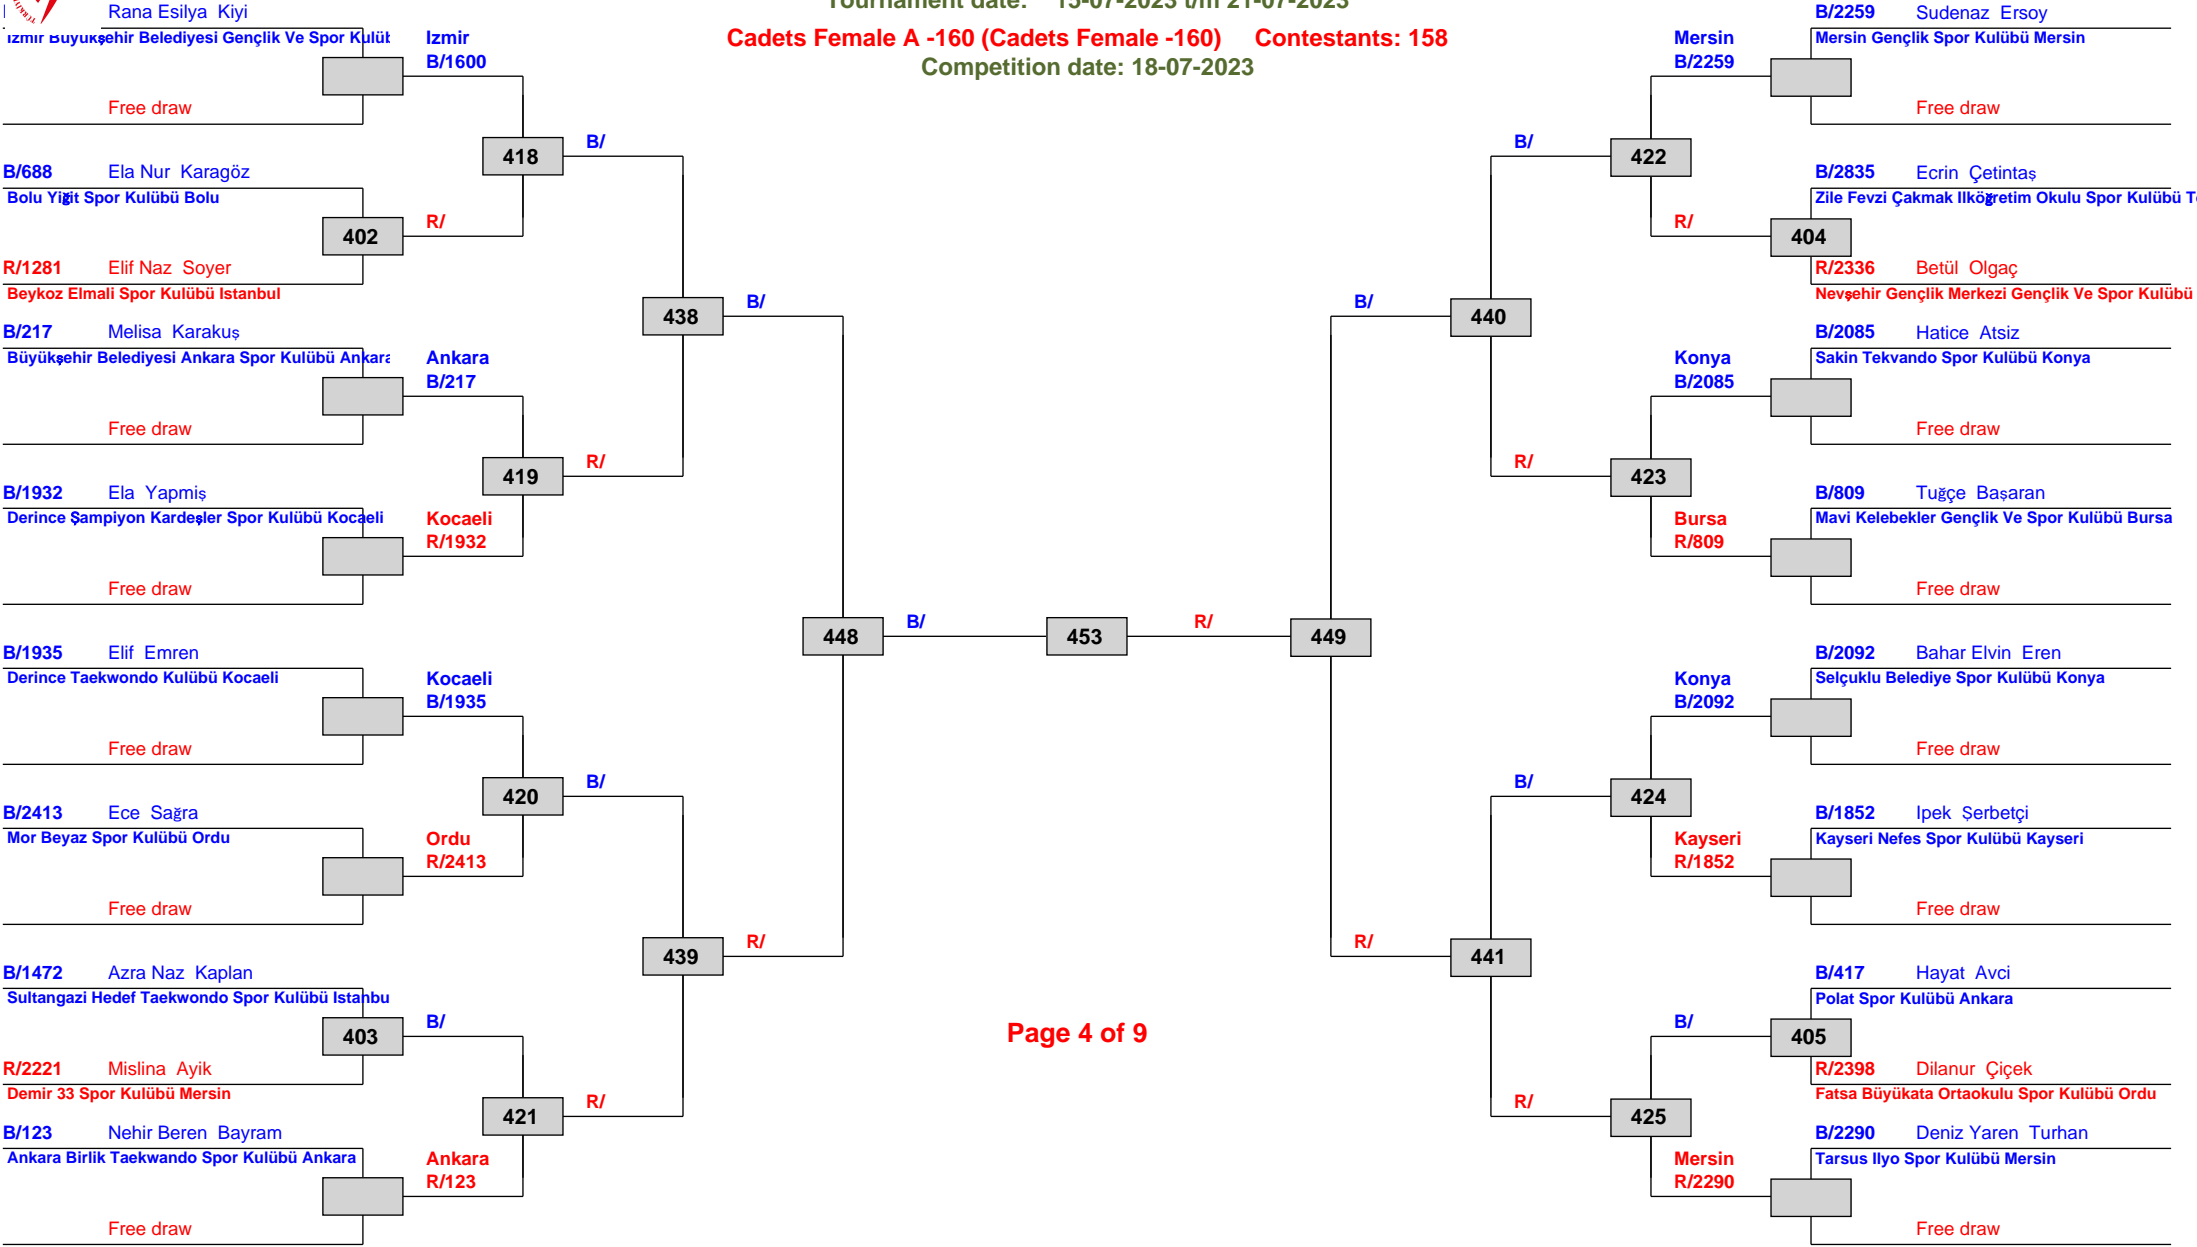 Tournament date: 15-07-2023 t/m 21-07-2023
Cadets Female A -160 (Cadets Female -160) Contestants: 158
Competition date: 18-07-2023
Rana Esilya Kiyi
Izmir Büyükşehir Belediyesi Gençlik Ve Spor Kulüb
Free draw
Izmir
B/1600
418
B/
B/688 Ela Nur Karagöz
Bolu Yiğit Spor Kulübü Bolu
402
R/
R/1281 Elif Naz Soyer
Beykoz Elmali Spor Kulübü Istanbul
438
B/
B/217 Melisa Karakuş
Büyükşehir Belediyesi Ankara Spor Kulübü Ankara
Free draw
Ankara
B/217
419
R/
B/1932 Ela Yapmiş
Derince Şampiyon Kardeşler Spor Kulübü Kocaeli
Free draw
Kocaeli
R/1932
448
B/
453
R/
449
B/1935 Elif Emren
Derince Taekwondo Kulübü Kocaeli
Free draw
Kocaeli
B/1935
420
B/
B/2413 Ece Sağra
Mor Beyaz Spor Kulübü Ordu
Free draw
Ordu
R/2413
439
R/
B/1472 Azra Naz Kaplan
Sultangazi Hedef Taekwondo Spor Kulübü Istanbu
403
B/
R/2221 Mislina Ayik
Demir 33 Spor Kulübü Mersin
421
R/
B/123 Nehir Beren Bayram
Ankara Birlik Taekwando Spor Kulübü Ankara
Free draw
Ankara
R/123
Page 4 of 9
B/2259 Sudenaz Ersoy
Mersin Gençlik Spor Kulübü Mersin
Free draw
Mersin
B/2259
B/
422
B/2835 Ecrin Çetintaş
Zile Fevzi Çakmak Ilköğretim Okulu Spor Kulübü
R/
404
R/2336 Betül Olgaç
Nevşehir Gençlik Merkezi Gençlik Ve Spor Kulübü
B/
440
B/2085 Hatice Atsiz
Sakin Tekvando Spor Kulübü Konya
Free draw
Konya
B/2085
R/
423
B/809 Tuğçe Başaran
Mavi Kelebekler Gençlik Ve Spor Kulübü Bursa
Free draw
Bursa
R/809
B/2092 Bahar Elvin Eren
Selçuklu Belediye Spor Kulübü Konya
Free draw
Konya
B/2092
B/
424
B/1852 Ipek Şerbetçi
Kayseri Nefes Spor Kulübü Kayseri
Free draw
Kayseri
R/1852
R/
441
B/417 Hayat Avci
Polat Spor Kulübü Ankara
B/
405
R/2398 Dilanur Çiçek
Fatsa Büyükata Ortaokulu Spor Kulübü Ordu
R/
425
B/2290 Deniz Yaren Turhan
Tarsus Ilyo Spor Kulübü Mersin
Free draw
Mersin
R/2290